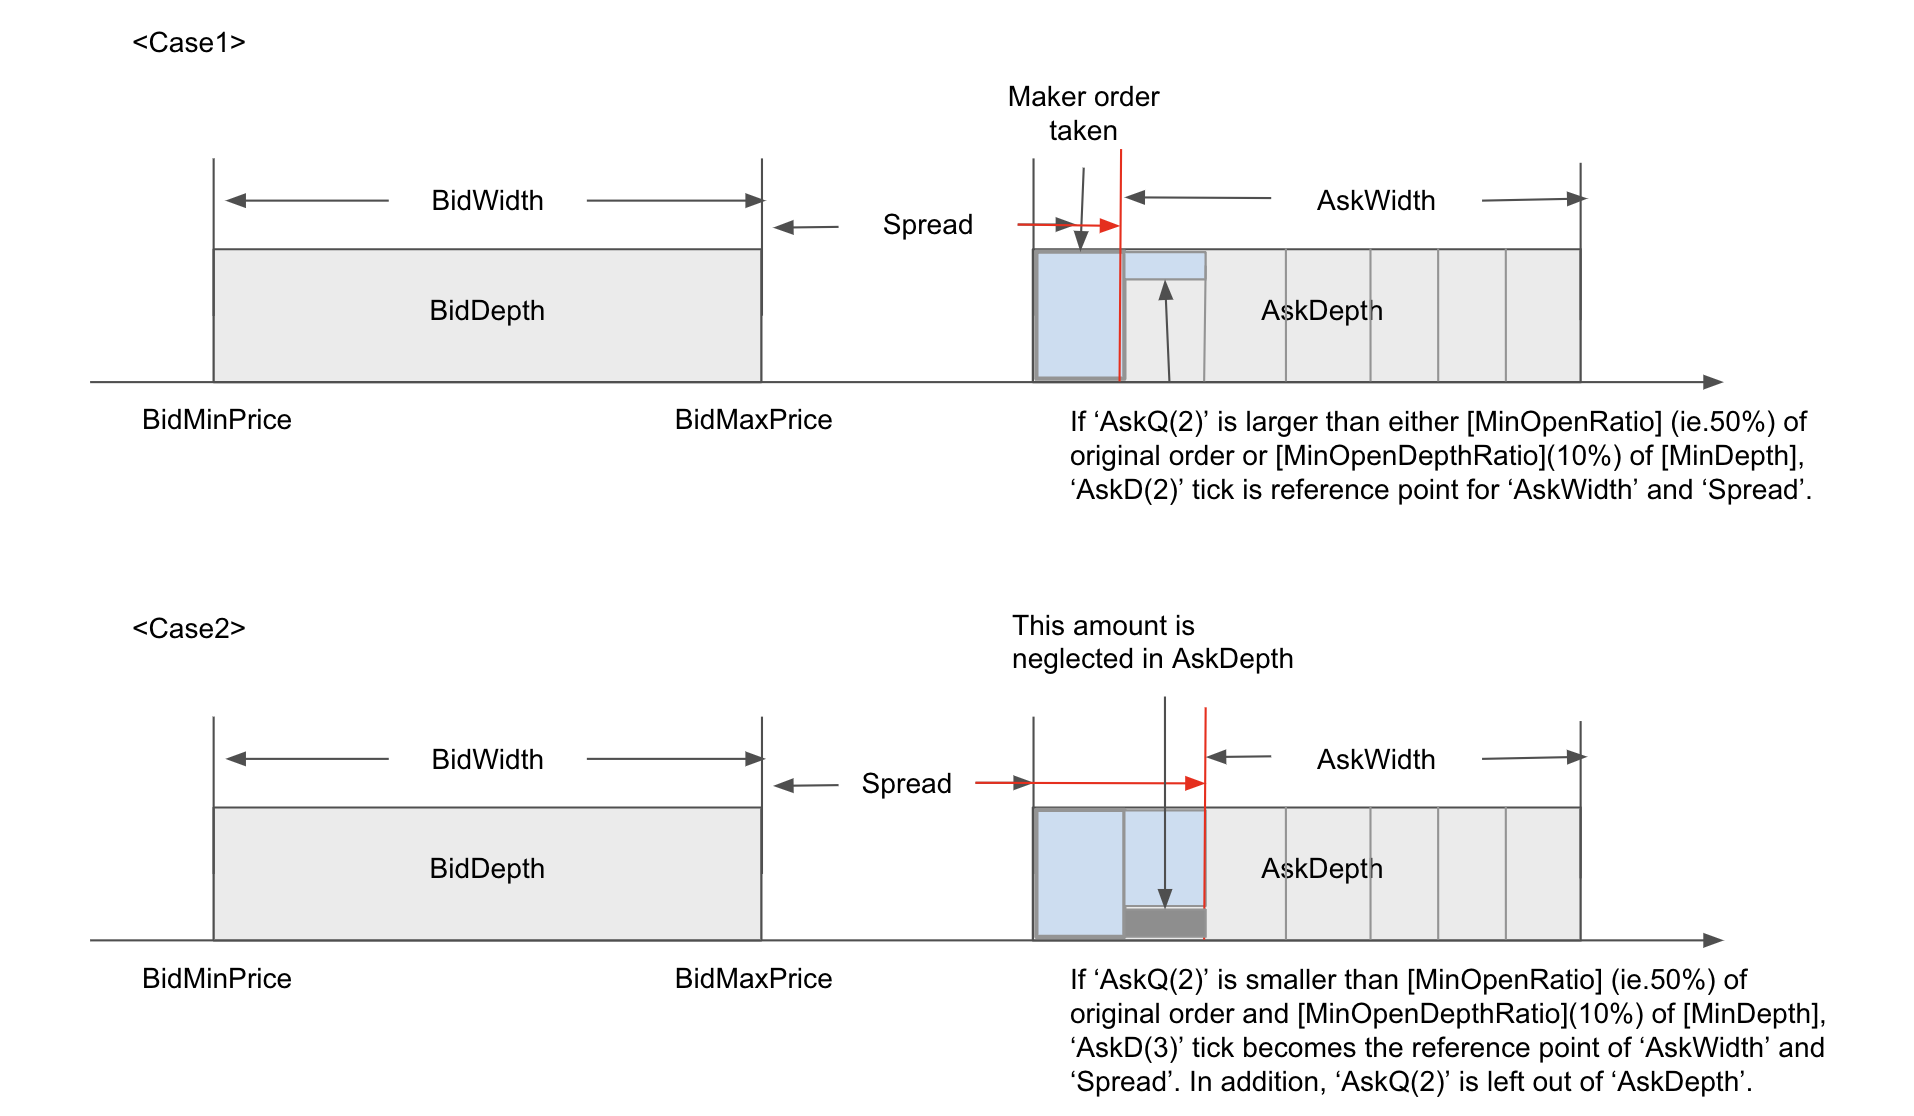 <Case1>
Maker order
taken
BidWidth
AskWidth
Spread
BidDepth
AskDepth
BidMinPrice
BidMaxPrice
If ‘AskQ(2)’ is larger than either [MinOpenRatio] (ie.50%) of
original order or [MinOpenDepthRatio](10%) of [MinDepth],
‘AskD(2)’ tick is reference point for ‘AskWidth’ and ‘Spread’.
<Case2>
This amount is
neglected in AskDepth
BidWidth
AskWidth
Spread
BidDepth
AskDepth
BidMinPrice
BidMaxPrice
If ‘AskQ(2)’ is smaller than [MinOpenRatio] (ie.50%) of
original order and [MinOpenDepthRatio](10%) of [MinDepth],
‘AskD(3)’ tick becomes the reference point of ‘AskWidth’ and
‘Spread’. In addition, ‘AskQ(2)’ is left out of ‘AskDepth’.